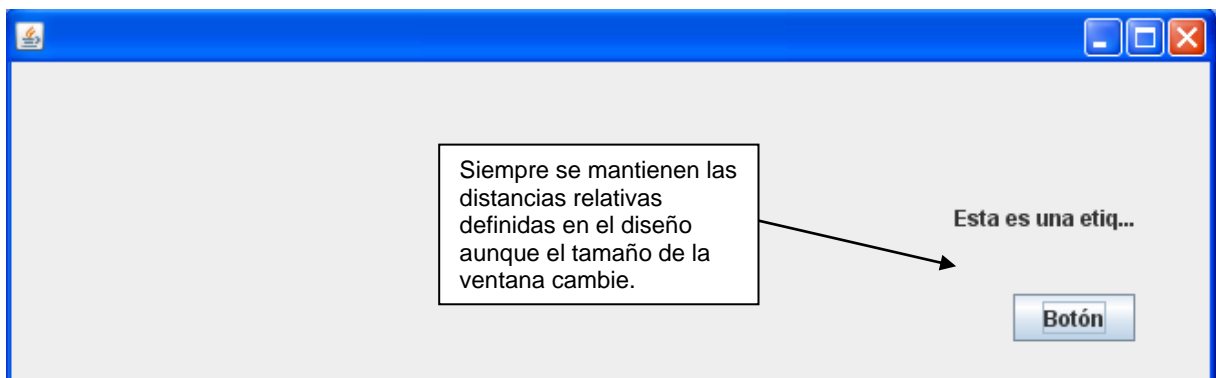 Siempre se mantienen las
distancias relativas
definidas en el diseño
aunque el tamaño de la
ventana cambie.
Esta es una etiq...
Botón